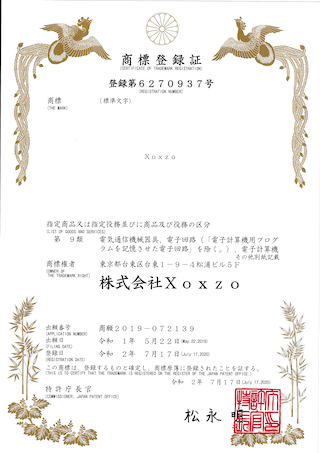 商標登録証
(CERTIFICATE OF TRADEMARK REGISTRATION)
登録第6270937号
(REGISTRATION NUMBER)
商標
(THE MARK)
(標準文字)
Xoxzo
指定商品又は指定役務並びに商品及び役務の区分
(LIST OF GOODS AND SERVICES)
第 9類 電気通信機械器具、電子回路(「電子計算機用プログ
ラムを記憶させた電子回路」を除く。)、電子計算機
その他別紙記載
商標権者
(OWNER OF THE TRADEMARK RIGHT)
東京都台東区台東1-9-4松浦ビル5F
株式会社Xoxzo
出願番号
(APPLICATION NUMBER)
商願2019-072139
出願日
(FILING DATE)
令和 1年 5月22日(May 22,2019)
登録日
(REGISTRATION DATE)
令和 2年 7月17日(July 17,2020)
この商標は、登録するものと確定し、商標原簿に登録されたことを証する。
(THIS IS TO CERTIFY THAT THE TRADEMARK IS REGISTERED ON THE REGISTER OF THE JAPAN PATENT OFFICE.)
令和 2年 7月17日(July 17,2020)
特許庁長官
(COMMISSIONER, JAPAN PATENT OFFICE)
松永